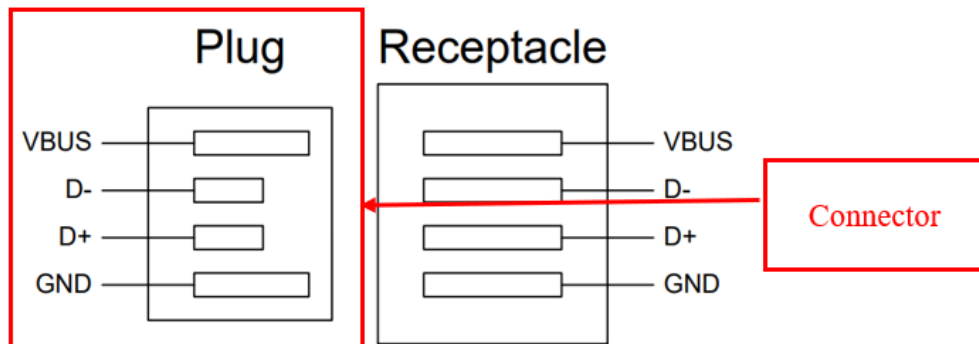 Plug
Receptacle
VBUS
D-
D+
GND
VBUS
D-
D+
GND
Connector